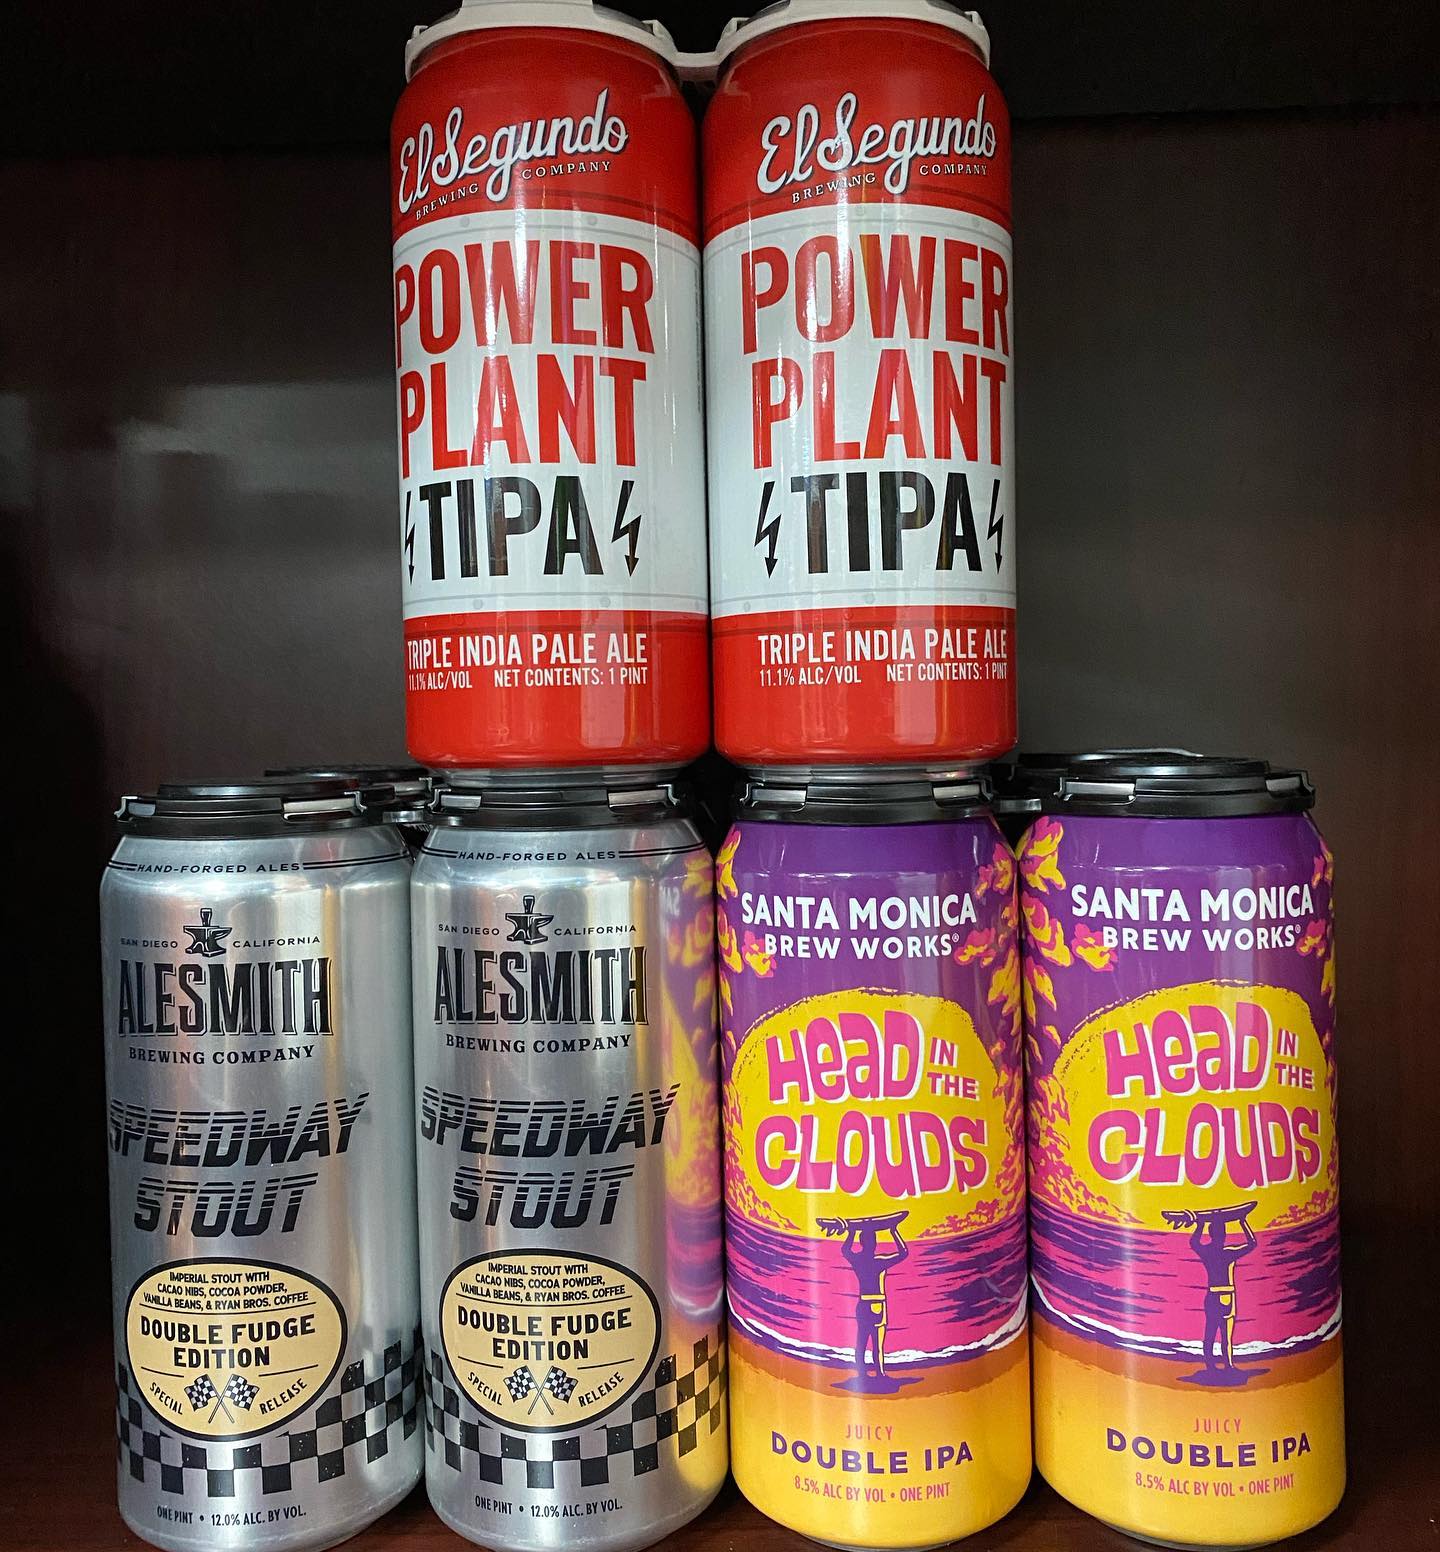 El Segundo
BREWING COMPANY
POWER
PLANT
TIPA
TRIPLE INDIA PALE ALE
11.1% ALC/VOL NET CONTENTS: 1 PINT
El Segundo
BREWING COMPANY
POWER
PLANT
TIPA
TRIPLE INDIA PALE ALE
11.1% ALC/VOL NET CONTENTS: 1 PINT
HAND-FORGED ALES
SAN DIEGO CALIFORNIA
ALESMITH
BREWING COMPANY
SPEEDWAY
STOUT
IMPERIAL STOUT WITH
CACAO NIBS, COCOA POWDER,
VANILLA BEANS, & RYAN BROS. COFFEE
DOUBLE FUDGE
EDITION
SPECIAL RELEASE
ONE PINT • 12.0% ALC. BY VOL.
HAND-FORGED ALES
SAN DIEGO CALIFORNIA
ALESMITH
BREWING COMPANY
SPEEDWAY
STOUT
IMPERIAL STOUT WITH
CACAO NIBS, COCOA POWDER,
VANILLA BEANS, & RYAN BROS. COFFEE
DOUBLE FUDGE
EDITION
SPECIAL RELEASE
ONE PINT • 12.0% ALC. BY VOL.
SANTA MONICA
BREW WORKS®
HEAD IN
THE
CLOUDS
JUICY
DOUBLE IPA
8.5% ALC BY VOL • ONE PINT
SANTA MONICA
BREW WORKS®
HEAD IN
THE
CLOUDS
JUICY
DOUBLE IPA
8.5% ALC BY VOL • ONE PINT